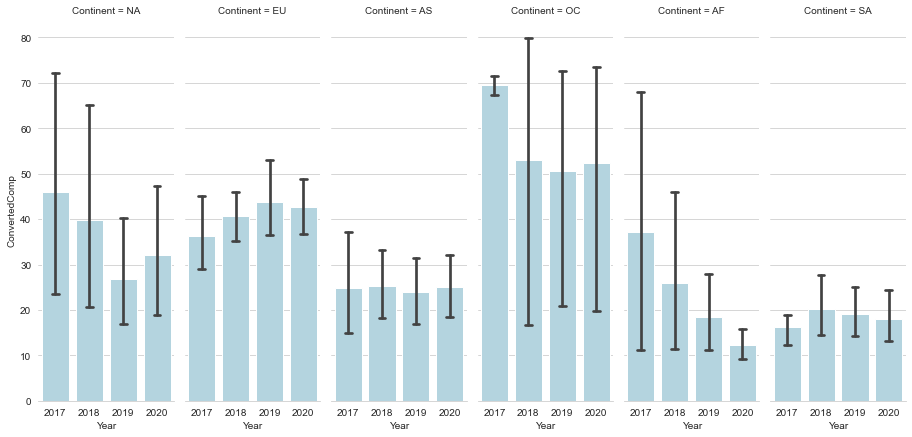 Continent = NA Continent = EU Continent = AS Continent = OC Continent = AF Continent = SA
80
70
60
50
40
30
20
10
0
ConvertedComp
2017 2018 2019 2020 2017 2018 2019 2020 2017 2018 2019 2020 2017 2018 2019 2020 2017 2018 2019 2020 2017 2018 2019 2020
Year Year Year Year Year Year